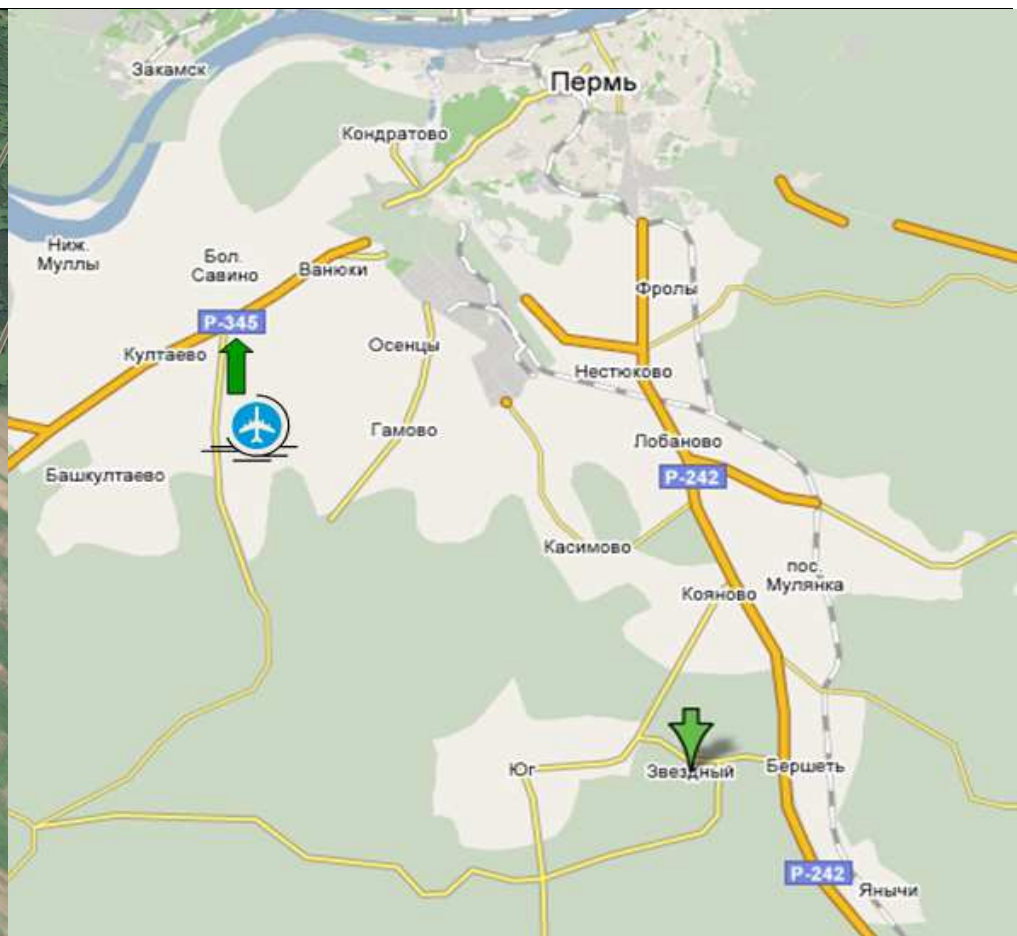 Закамск
Пермь
Кондратово
Ниж.
Муллы
Бол.
Савино
Ванюки
Фролы
Р-345
Култаево
Осенцы
Нестюково
Гамово
Лобаново
Башкултаево
Р-242
Касимово
пос.
Мулянка
Кояново
Юг
Звездный
Бершеть
Р-242
Янычи